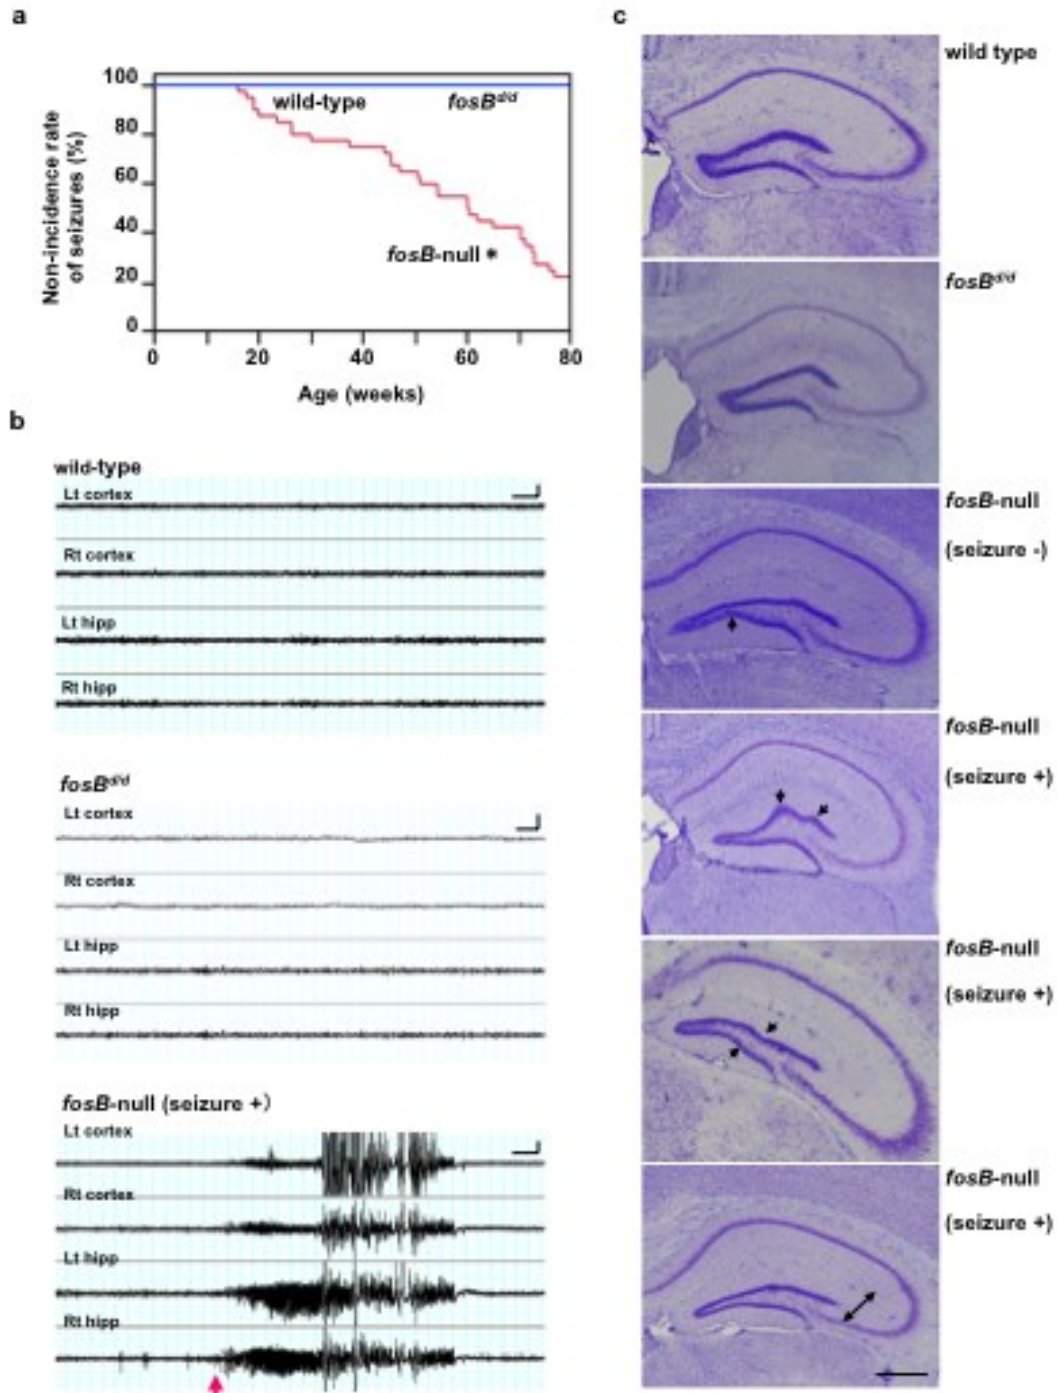 a
100
80
60
40
20
0
Non-incidence rate
of seizures (%)
wild-type
fosB^d/d
fosB-null *
0 20 40 60 80
Age (weeks)
b
wild-type
Lt cortex
Rt cortex
Lt hipp
Rt hipp
fosB^d/d
Lt cortex
Rt cortex
Lt hipp
Rt hipp
fosB-null (seizure +)
Lt cortex
Rt cortex
Lt hipp
Rt hipp
c
wild type
fosB^d/d
fosB-null
(seizure -)
fosB-null
(seizure +)
fosB-null
(seizure +)
fosB-null
(seizure +)